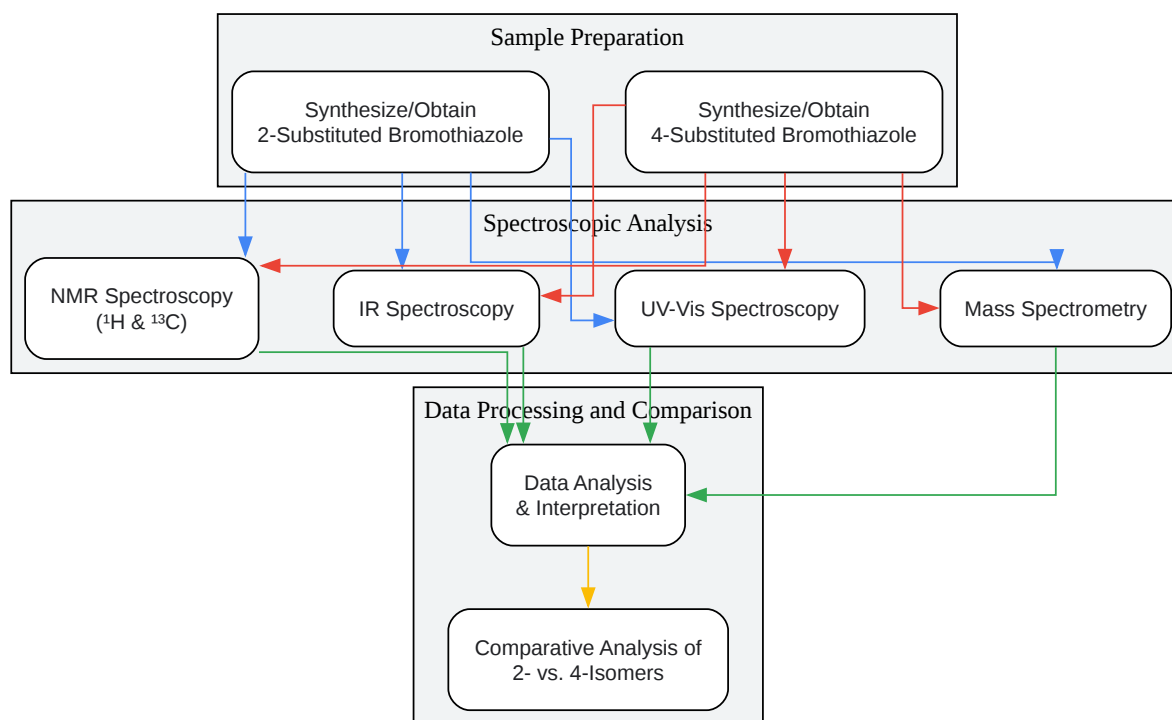 Sample Preparation
Synthesize/Obtain
2-Substituted Bromothiazole
Synthesize/Obtain
4-Substituted Bromothiazole
Spectroscopic Analysis
NMR Spectroscopy
(¹H & ¹³C)
IR Spectroscopy
UV-Vis Spectroscopy
Mass Spectrometry
Data Processing and Comparison
Data Analysis
& Interpretation
Comparative Analysis of
2- vs. 4-Isomers